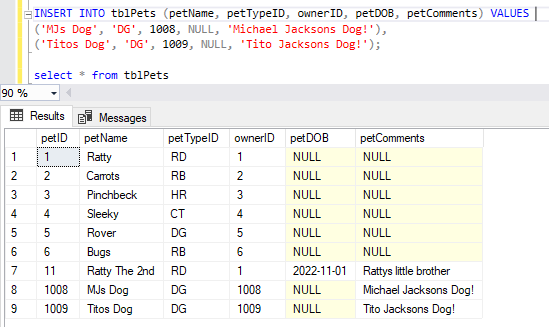 INSERT INTO tblPets (petName, petTypeID, ownerID, petDOB, petComments) VALUES
('MJs Dog', 'DG', 1008, NULL, 'Michael Jacksons Dog!'),
('Titos Dog', 'DG', 1009, NULL, 'Tito Jacksons Dog!');
select * from tblPets
90 %
Results Messages
petID petName petTypeID ownerID petDOB petComments
1 1 Ratty RD 1 NULL NULL
2 2 Carrots RB 2 NULL NULL
3 3 Pinchbeck HR 3 NULL NULL
4 4 Sleeky CT 4 NULL NULL
5 5 Rover DG 5 NULL NULL
6 6 Bugs RB 6 NULL NULL
7 11 Ratty The 2nd RD 1 2022-11-01 Rattys little brother
8 1008 MJs Dog DG 1008 NULL Michael Jacksons Dog!
9 1009 Titos Dog DG 1009 NULL Tito Jacksons Dog!